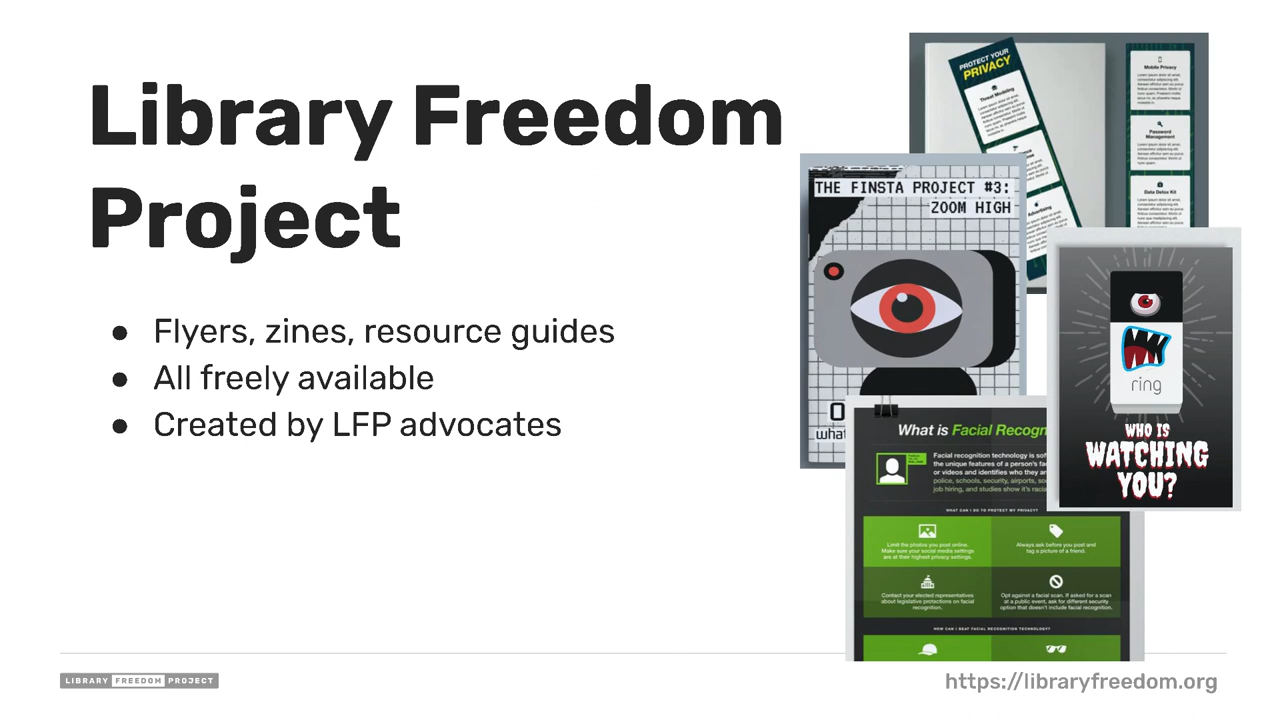 Library Freedom
Project
● Flyers, zines, resource guides
● All freely available
● Created by LFP advocates
PROTECT YOUR
PRIVACY
Threat Modeling
Advertising
Mobile Privacy
Password
Management
Data Detox Kit
THE FINSTA PROJECT #3:
ZOOM HIGH
ring
WHO IS
WATCHING
YOU?
What is Facial Recogn
Facial recognition technology is
the unique features of a person's
or videos and identifies who they
police, schools, security, airports,
job hiring, and studies show it's
WHAT CAN I DO TO PROTECT MY PRIVACY?
Limit the photos you post online.
Make sure your social media settings
are at their highest privacy settings.
Always ask before you post and
tag a picture of a friend.
Contact your elected representatives
about legislative protections on facial
recognition.
Opt against a facial scan. If asked for a scan
at a public event, ask for different security
option that doesn't include facial recognition.
HOW CAN I BEAT FACIAL RECOGNITION TECHNOLOGY?
LIBRARY FREEDOM PROJECT
https://libraryfreedom.org